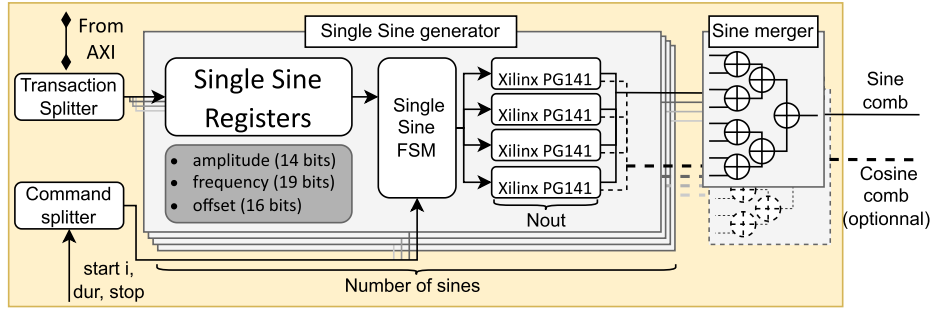 From
AXI
Transaction
Splitter
Command
splitter
start i,
dur, stop
Single Sine generator
Single Sine
Registers
• amplitude (14 bits)
• frequency (19 bits)
• offset (16 bits)
Single
Sine
FSM
Xilinx PG141
Xilinx PG141
Xilinx PG141
Xilinx PG141
Nout
Number of sines
Sine merger
Sine
comb
Cosine
comb
(optionnal)